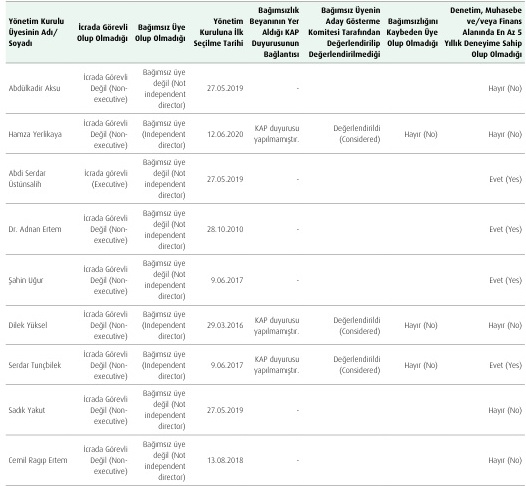 Yönetim Kurulu Üyesinin Adı/ Soyadı | İcrada Görevli Olup Olmadığı | Bağımsız Üye Olup Olmadığı | Yönetim Kuruluna İlk Seçilme Tarihi | Bağımsızlık Beyanının Yer Aldığı KAP Duyurusunun Bağlantısı | Bağımsız Üyenin Aday Gösterme Komitesi Tarafından Değerlendirilip Değerlendirilmediği | Bağımsızlığını Kaybeden Üye Olup Olmadığı | Denetim, Muhasebe ve/veya Finans Alanında En Az 5 Yıllık Deneyime Sahip Olup Olmadığı
Abdülkadir Aksu | İcrada Görevli Değil (Non-executive) | Bağımsız üye değil (Not independent director) | 27.05.2019 | - | | | Hayır (No)
Hamza Yerlikaya | İcrada Görevli Değil (Non-executive) | Bağımsız üye (Independent director) | 12.06.2020 | KAP duyurusu yapılmamıştır. | Değerlendirildi (Considered) | Hayır (No) | Hayır (No)
Abdi Serdar Üstünsalih | İcrada görevli (Executive) | Bağımsız üye değil (Not independent director) | 27.05.2019 | - | | | Evet (Yes)
Dr. Adnan Ertem | İcrada Görevli Değil (Non-executive) | Bağımsız üye değil (Not independent director) | 28.10.2010 | - | | | Evet (Yes)
Şahin Uğur | İcrada Görevli Değil (Non-executive) | Bağımsız üye değil (Not independent director) | 9.06.2017 | - | | | Evet (Yes)
Dilek Yüksel | İcrada Görevli Değil (Non-executive) | Bağımsız üye (Independent director) | 29.03.2016 | KAP duyurusu yapılmamıştır. | Değerlendirildi (Considered) | Hayır (No) | Hayır (No)
Serdar Tunçbilek | İcrada Görevli Değil (Non-executive) | Bağımsız üye (Independent director) | 9.06.2017 | KAP duyurusu yapılmamıştır. | Değerlendirildi (Considered) | Hayır (No) | Evet (Yes)
Sadık Yakut | İcrada Görevli Değil (Non-executive) | Bağımsız üye değil (Not independent director) | 27.05.2019 | - | | | Hayır (No)
Cemil Ragıp Ertem | İcrada Görevli Değil (Non-executive) | Bağımsız üye değil (Not independent director) | 13.08.2018 | - | | | Hayır (No)